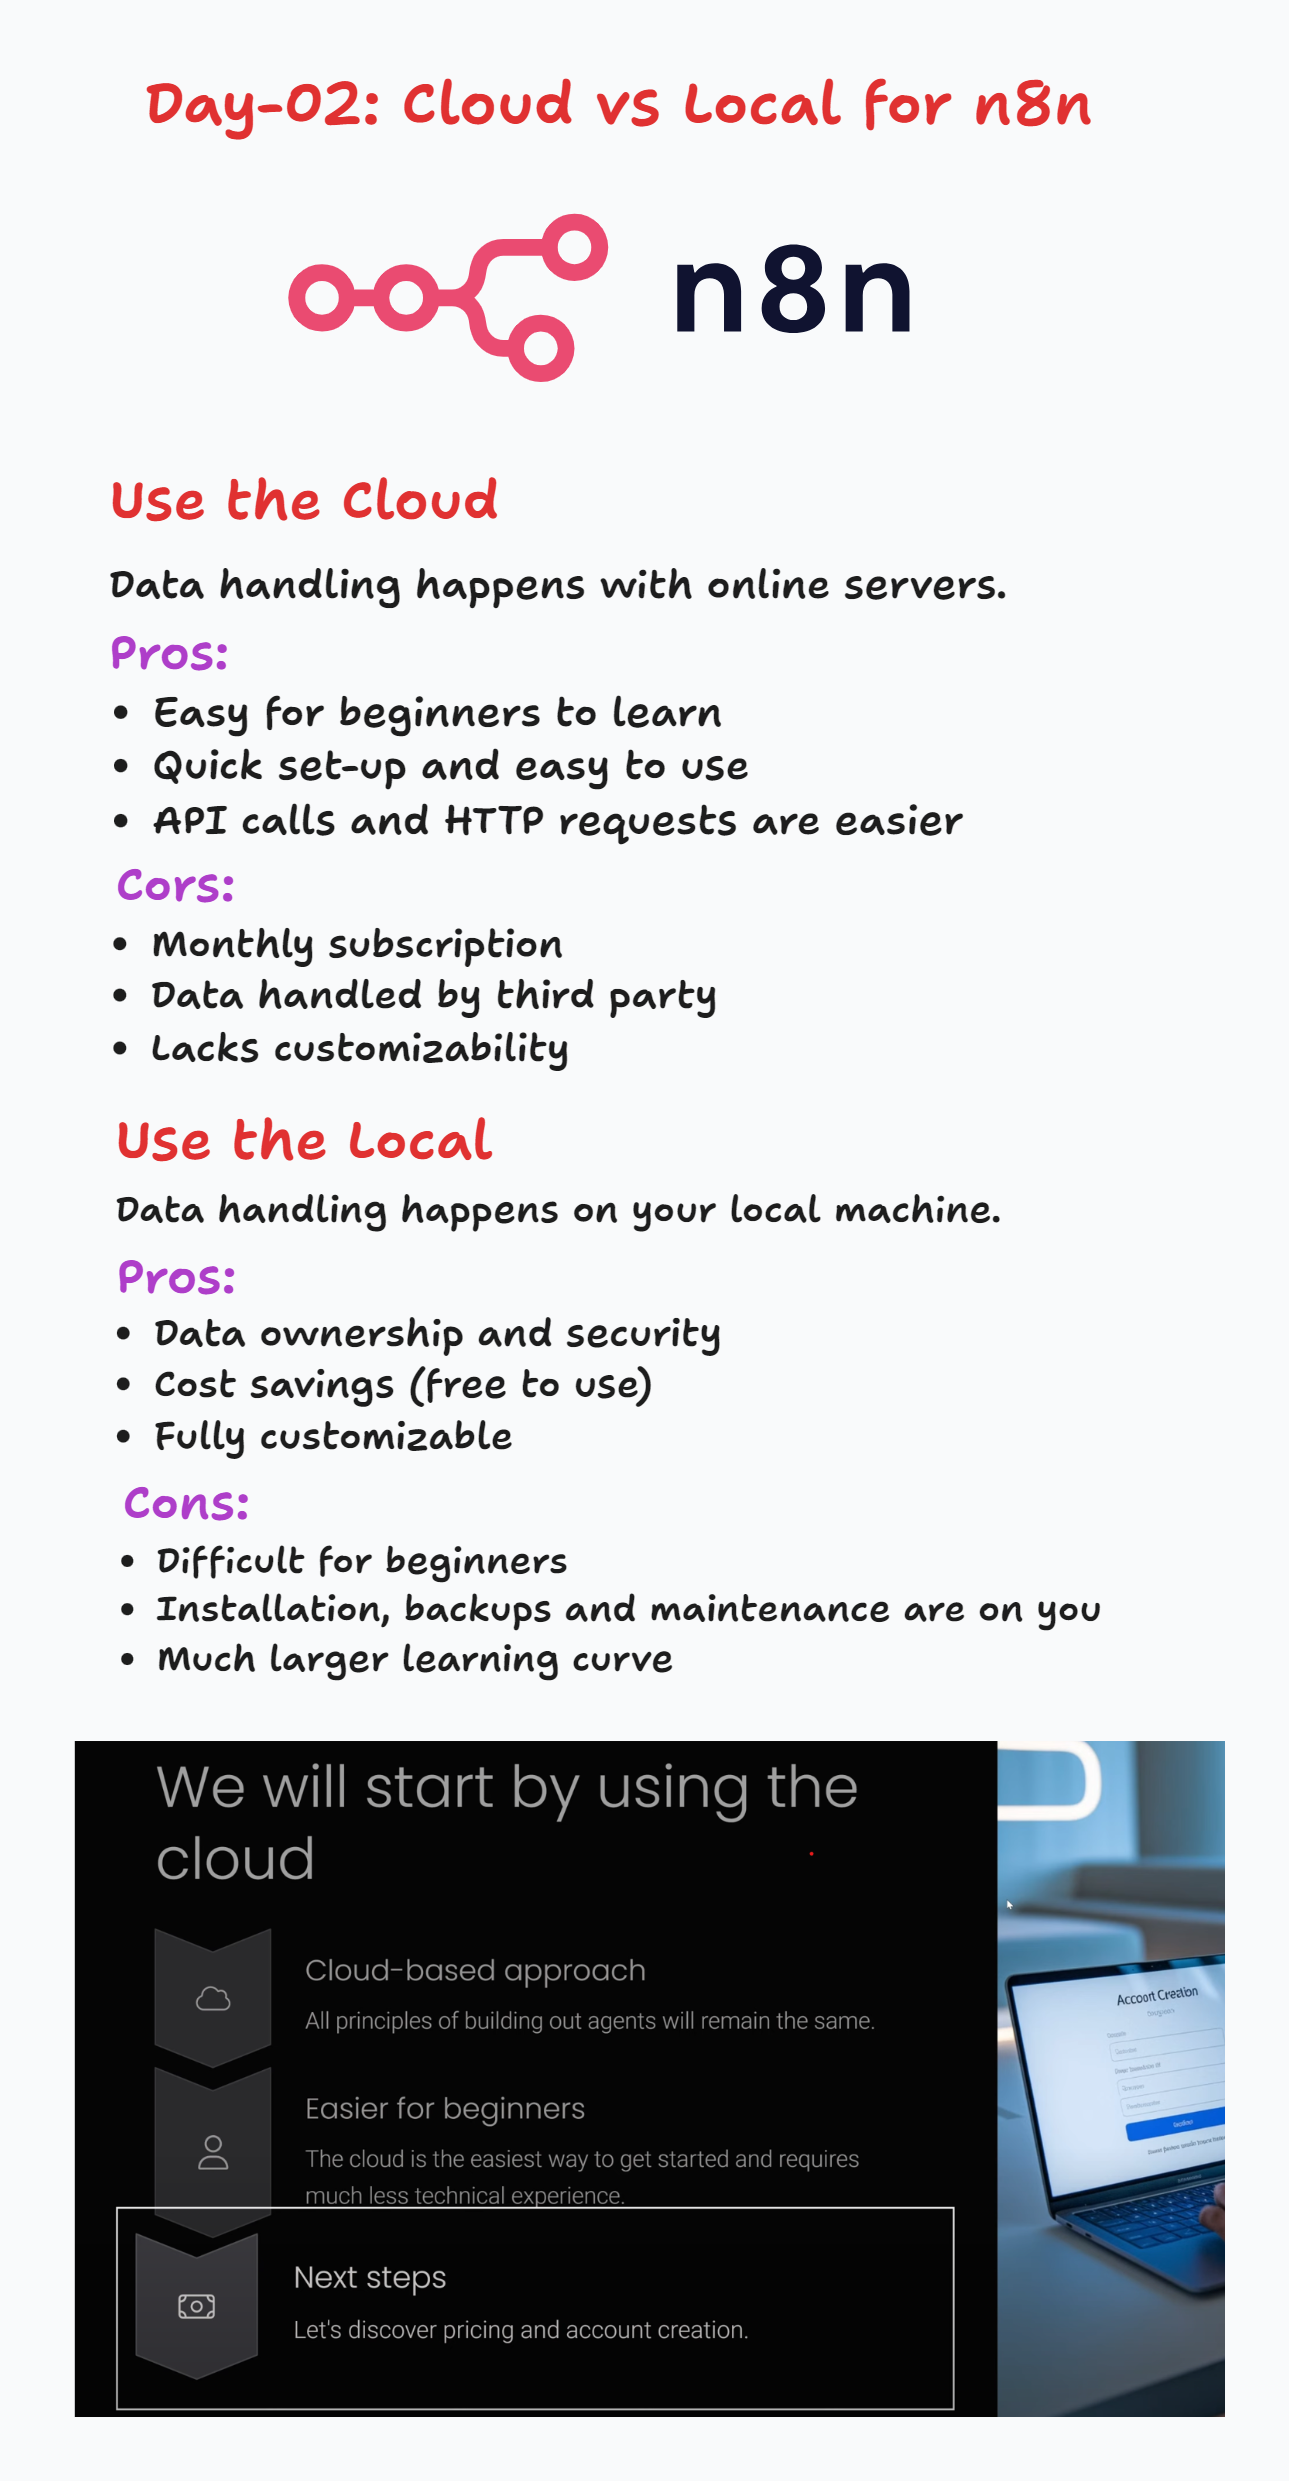 Day-02: Cloud vs Local for n8n
n8n
Use the Cloud
Data handling happens with online servers.
Pros:
• Easy for beginners to learn
• Quick set-up and easy to use
• API calls and HTTP requests are easier
Cors:
• Monthly subscription
• Data handled by third party
• Lacks customizability
Use the Local
Data handling happens on your local machine.
Pros:
• Data ownership and security
• Cost savings (free to use)
• Fully customizable
Cons:
• Difficult for beginners
• Installation, backups and maintenance are on you
• Much larger learning curve
We will start by using the
cloud
Cloud-based approach
All principles of building out agents will remain the same.
Easier for beginners
The cloud is the easiest way to get started and requires
much less technical experience.
Next steps
Let's discover pricing and account creation.